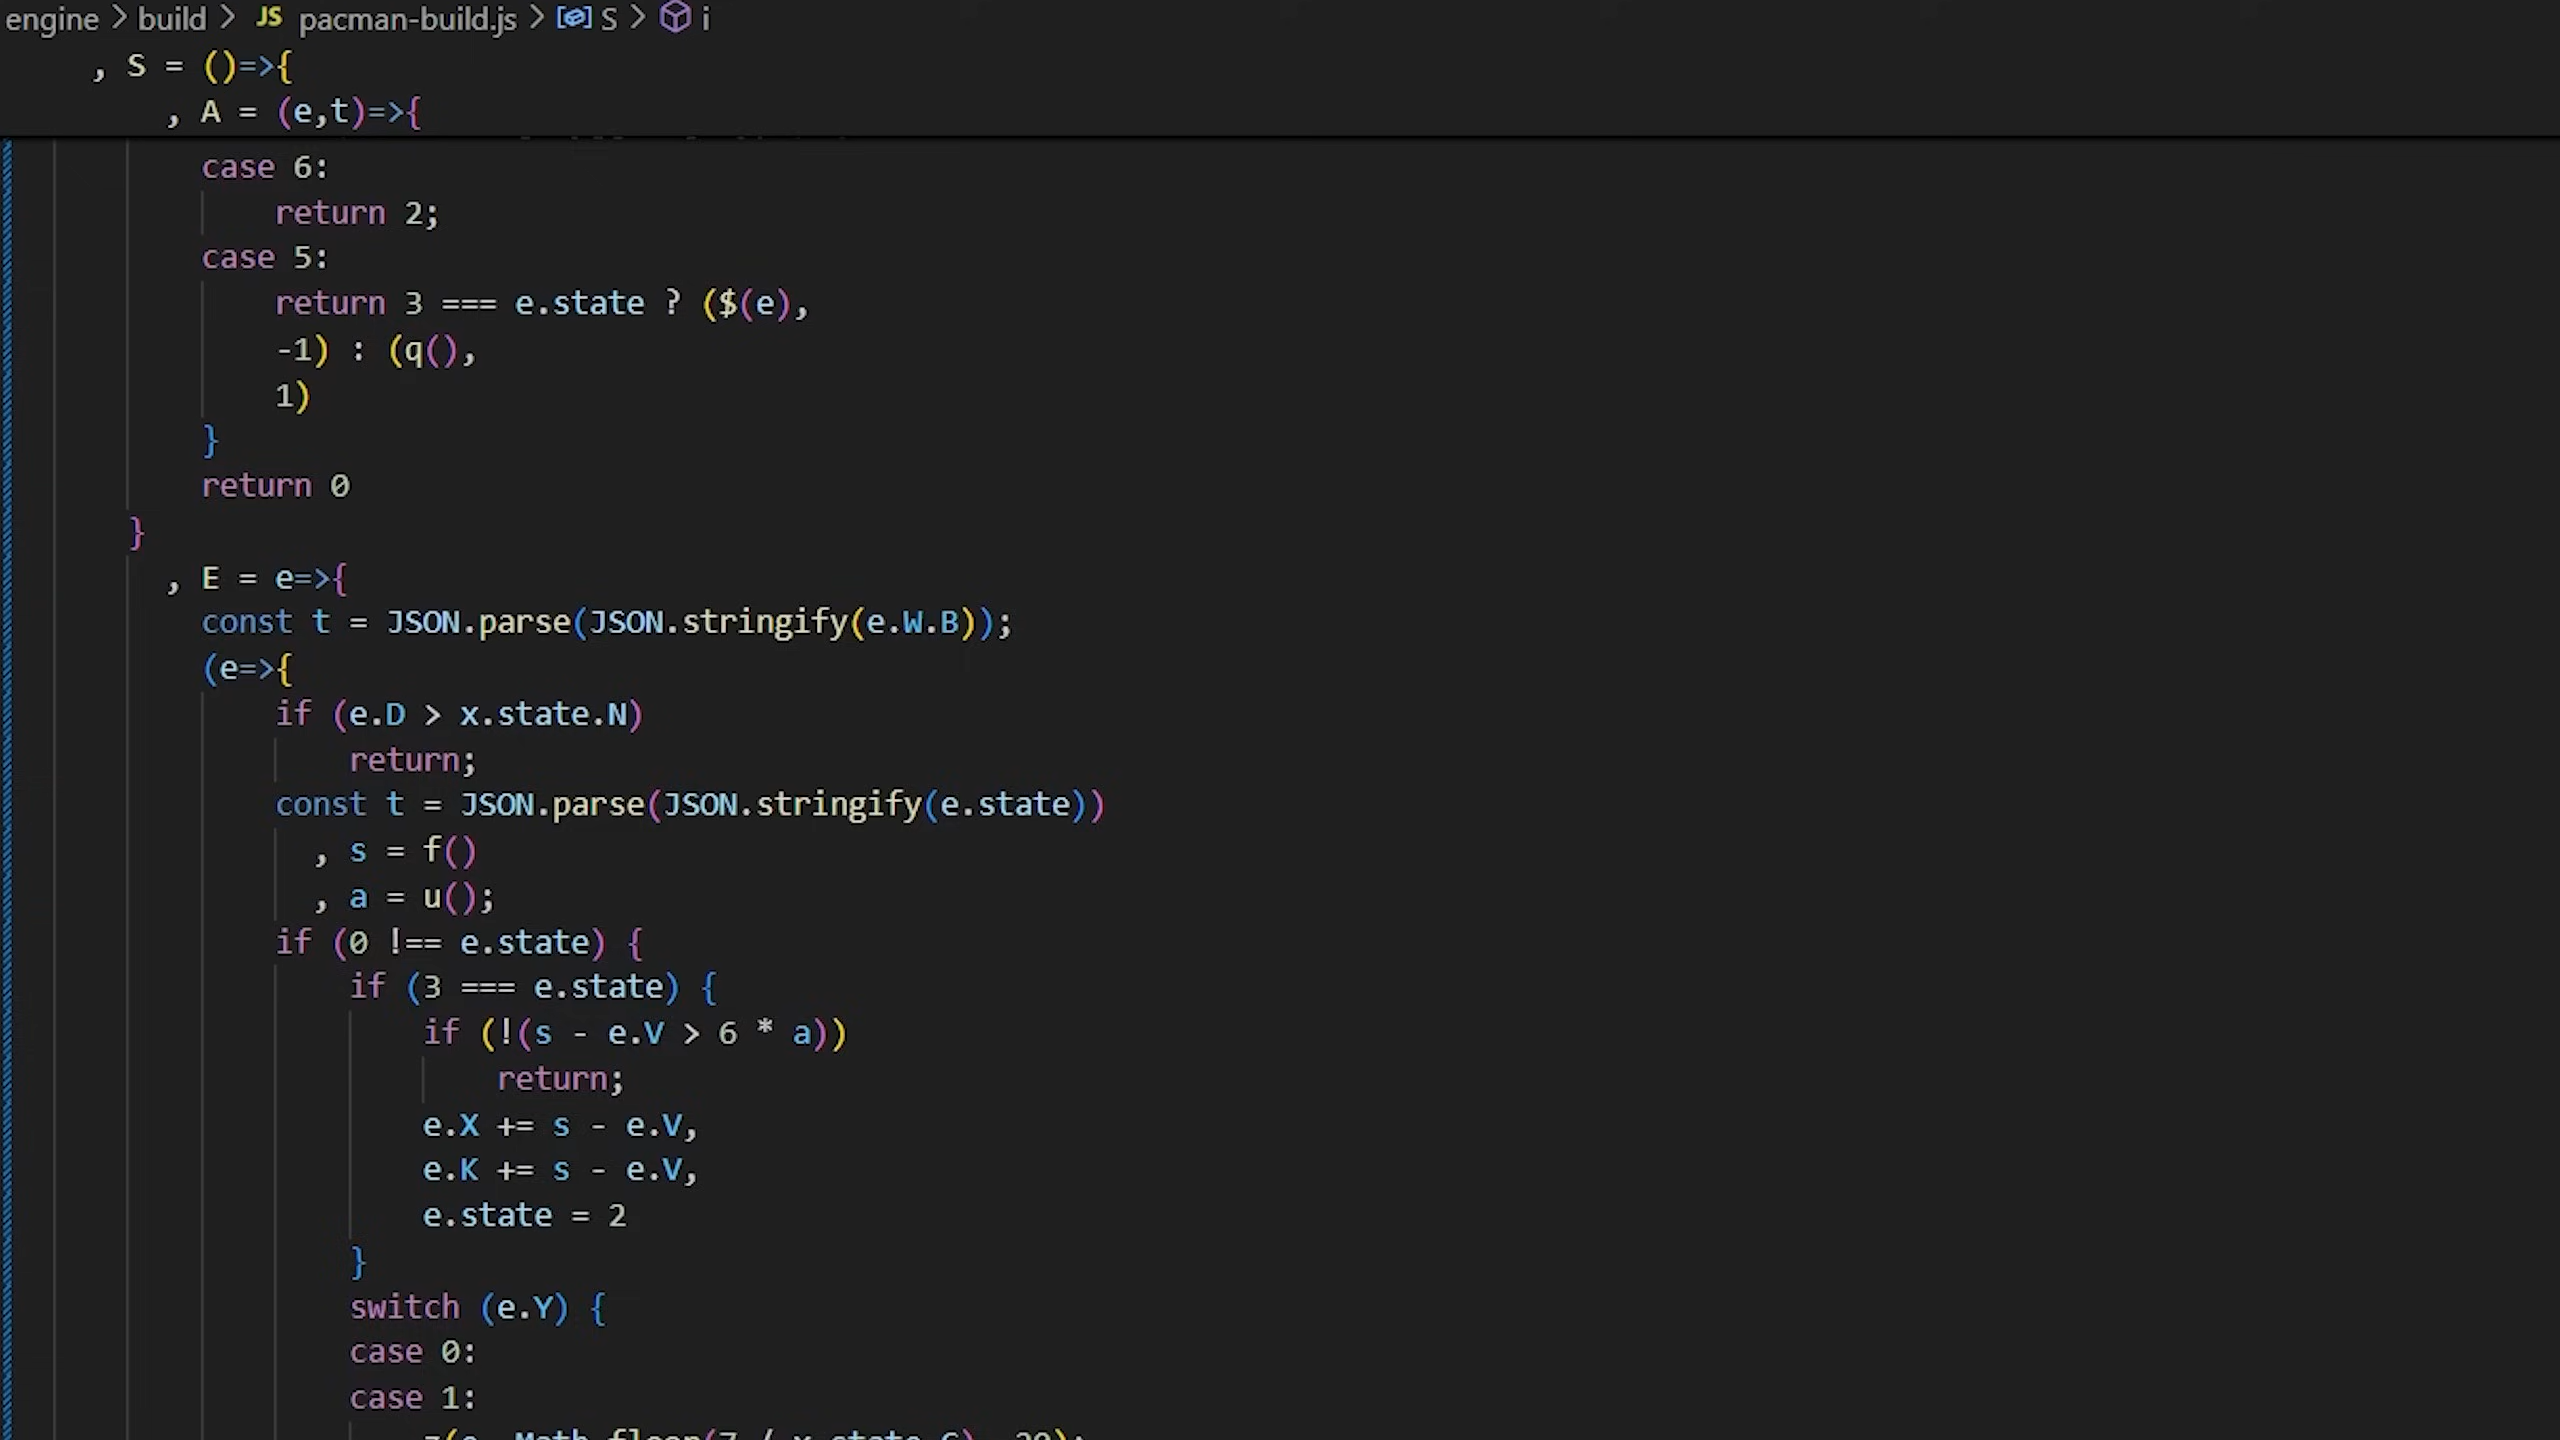 engine > build > JS pacman-build.js > S > i
, S = ()=>{
, A = (e,t)=>{
case 6:
return 2;
case 5:
return 3 === e.state ? ($(e),
-1) : (q(),
1)
}
return 0
}
, E = e=>{
const t = JSON.parse(JSON.stringify(e.W.B));
(e=>{
if (e.D > x.state.N)
return;
const t = JSON.parse(JSON.stringify(e.state))
, s = f()
, a = u();
if (0 !== e.state) {
if (3 === e.state) {
if (!(s - e.V > 6 * a))
return;
e.X += s - e.V,
e.K += s - e.V,
e.state = 2
}
switch (e.Y) {
case 0:
case 1: